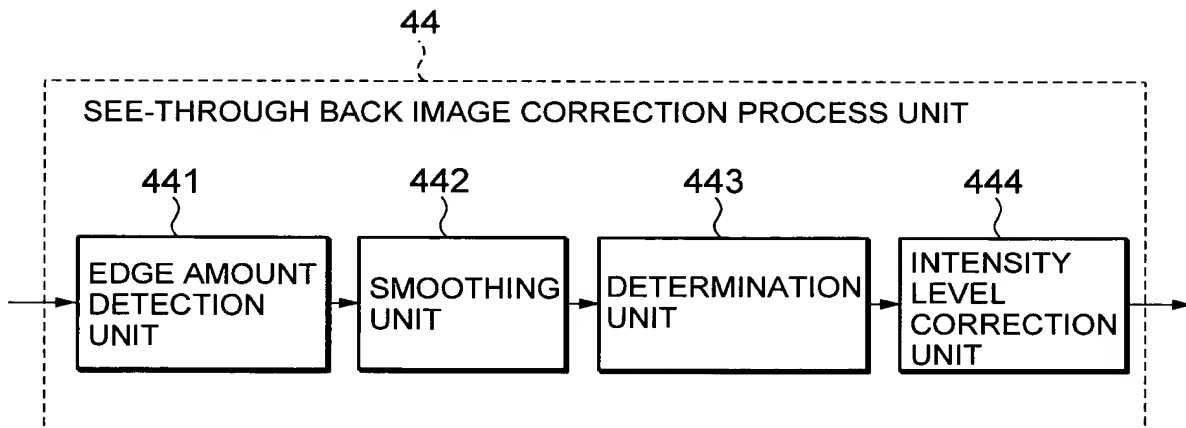 44
SEE-THROUGH BACK IMAGE CORRECTION PROCESS UNIT
441
442
443
444
EDGE AMOUNT
DETECTION
UNIT
SMOOTHING
UNIT
DETERMINATION
UNIT
INTENSITY
LEVEL
CORRECTION
UNIT